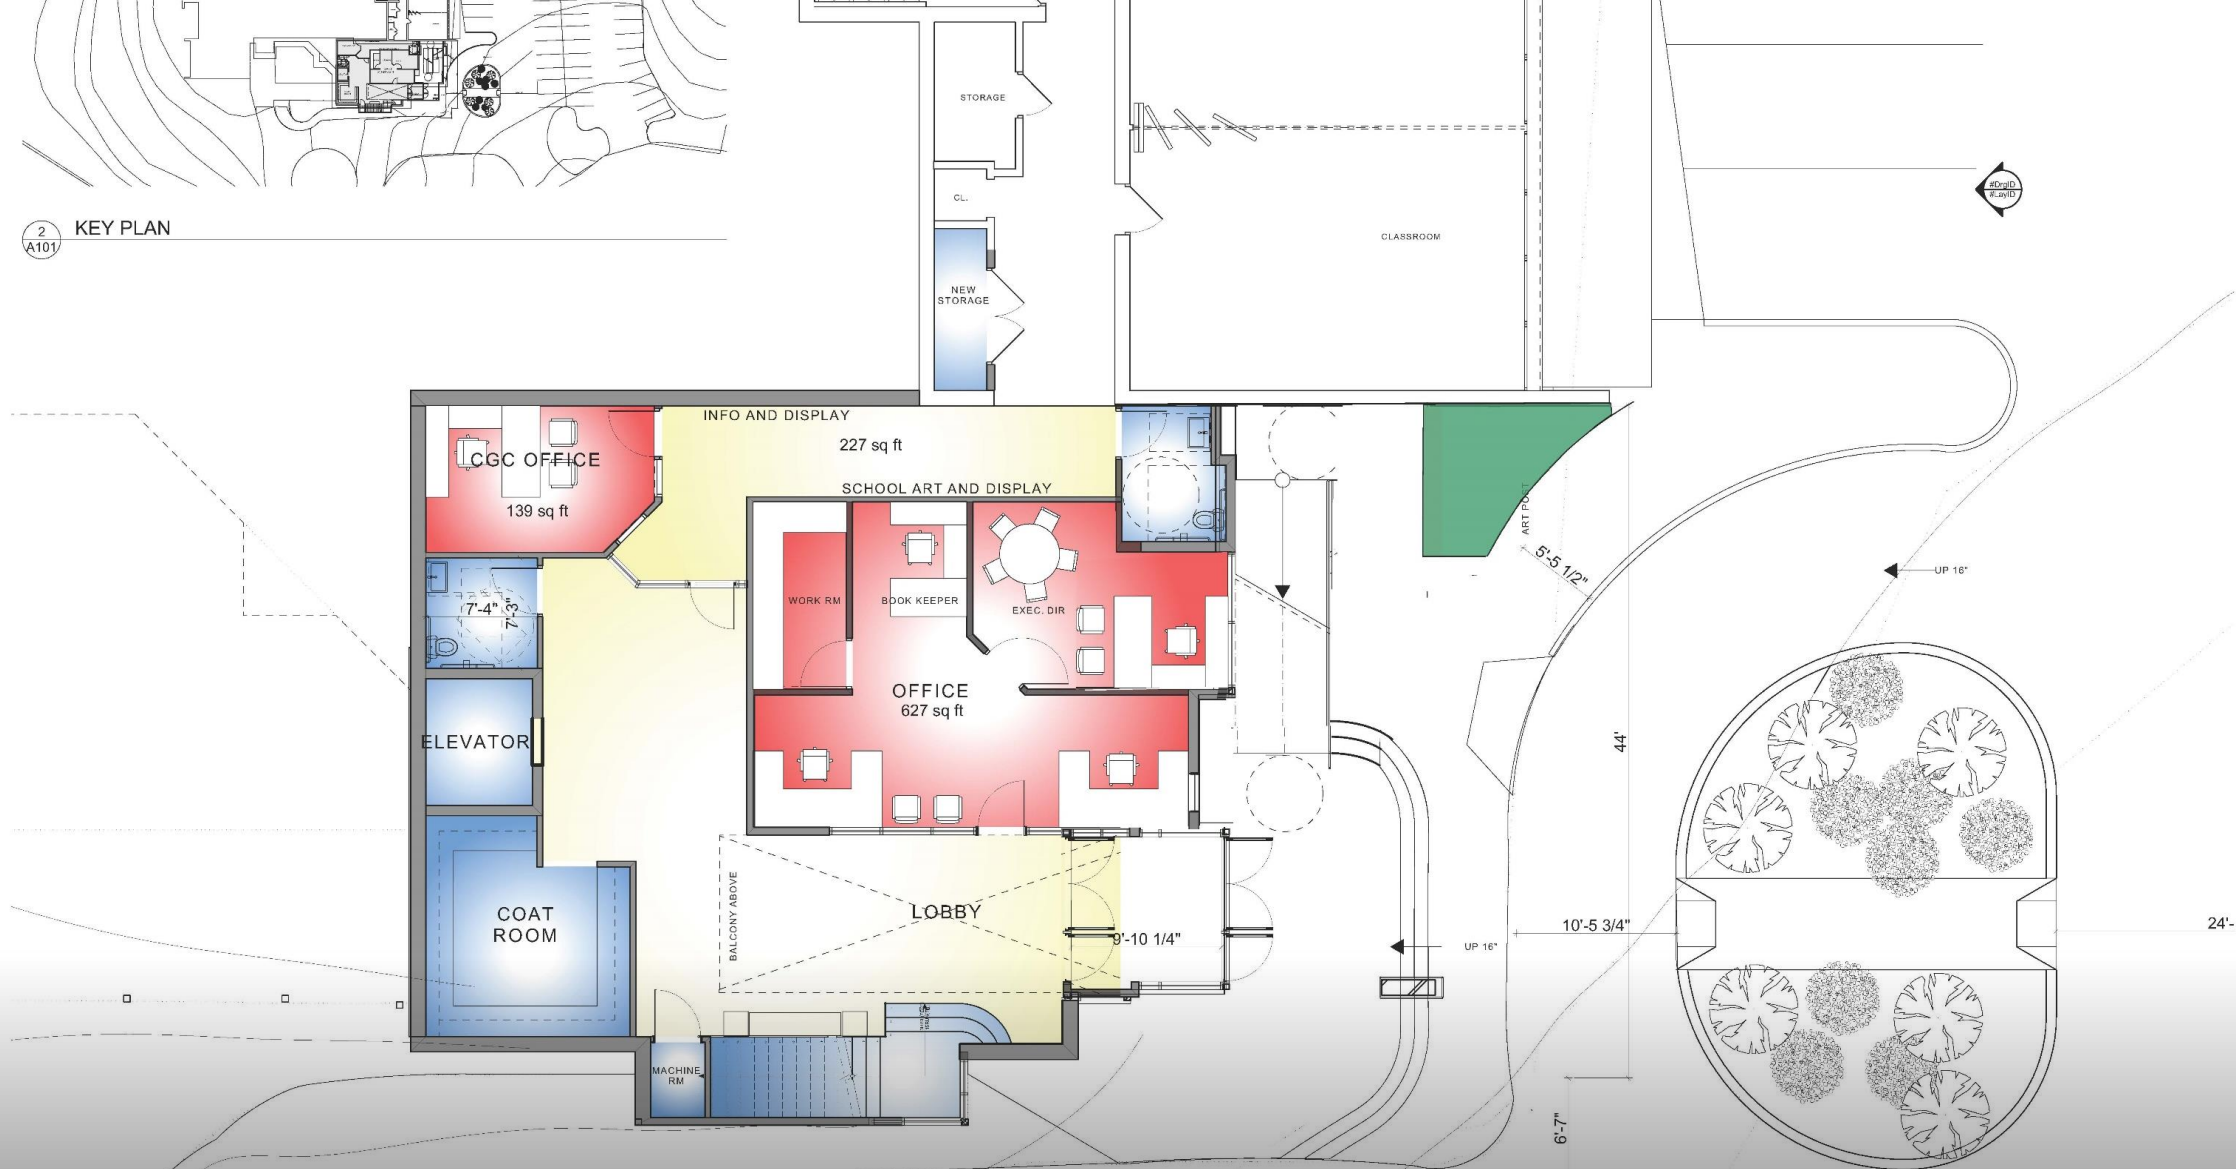 STORAGE
#DrgID
#LayID
CL.
2
A101
KEY PLAN
CLASSROOM
NEW
STORAGE
INFO AND DISPLAY
227 sq ft
CGC OFFICE
SCHOOL ART AND DISPLAY
139 sq ft
ART POST
5'-5 1/2"
UP 16"
7'-4"
7'-3"
WORK RM
BOOK KEEPER
EXEC. DIR
OFFICE
627 sq ft
ELEVATOR
44'
BALCONY ABOVE
LOBBY
COAT
ROOM
9'-10 1/4"
10'-5 3/4"
24'-
UP 16"
MACHINE
RM
6'-7"